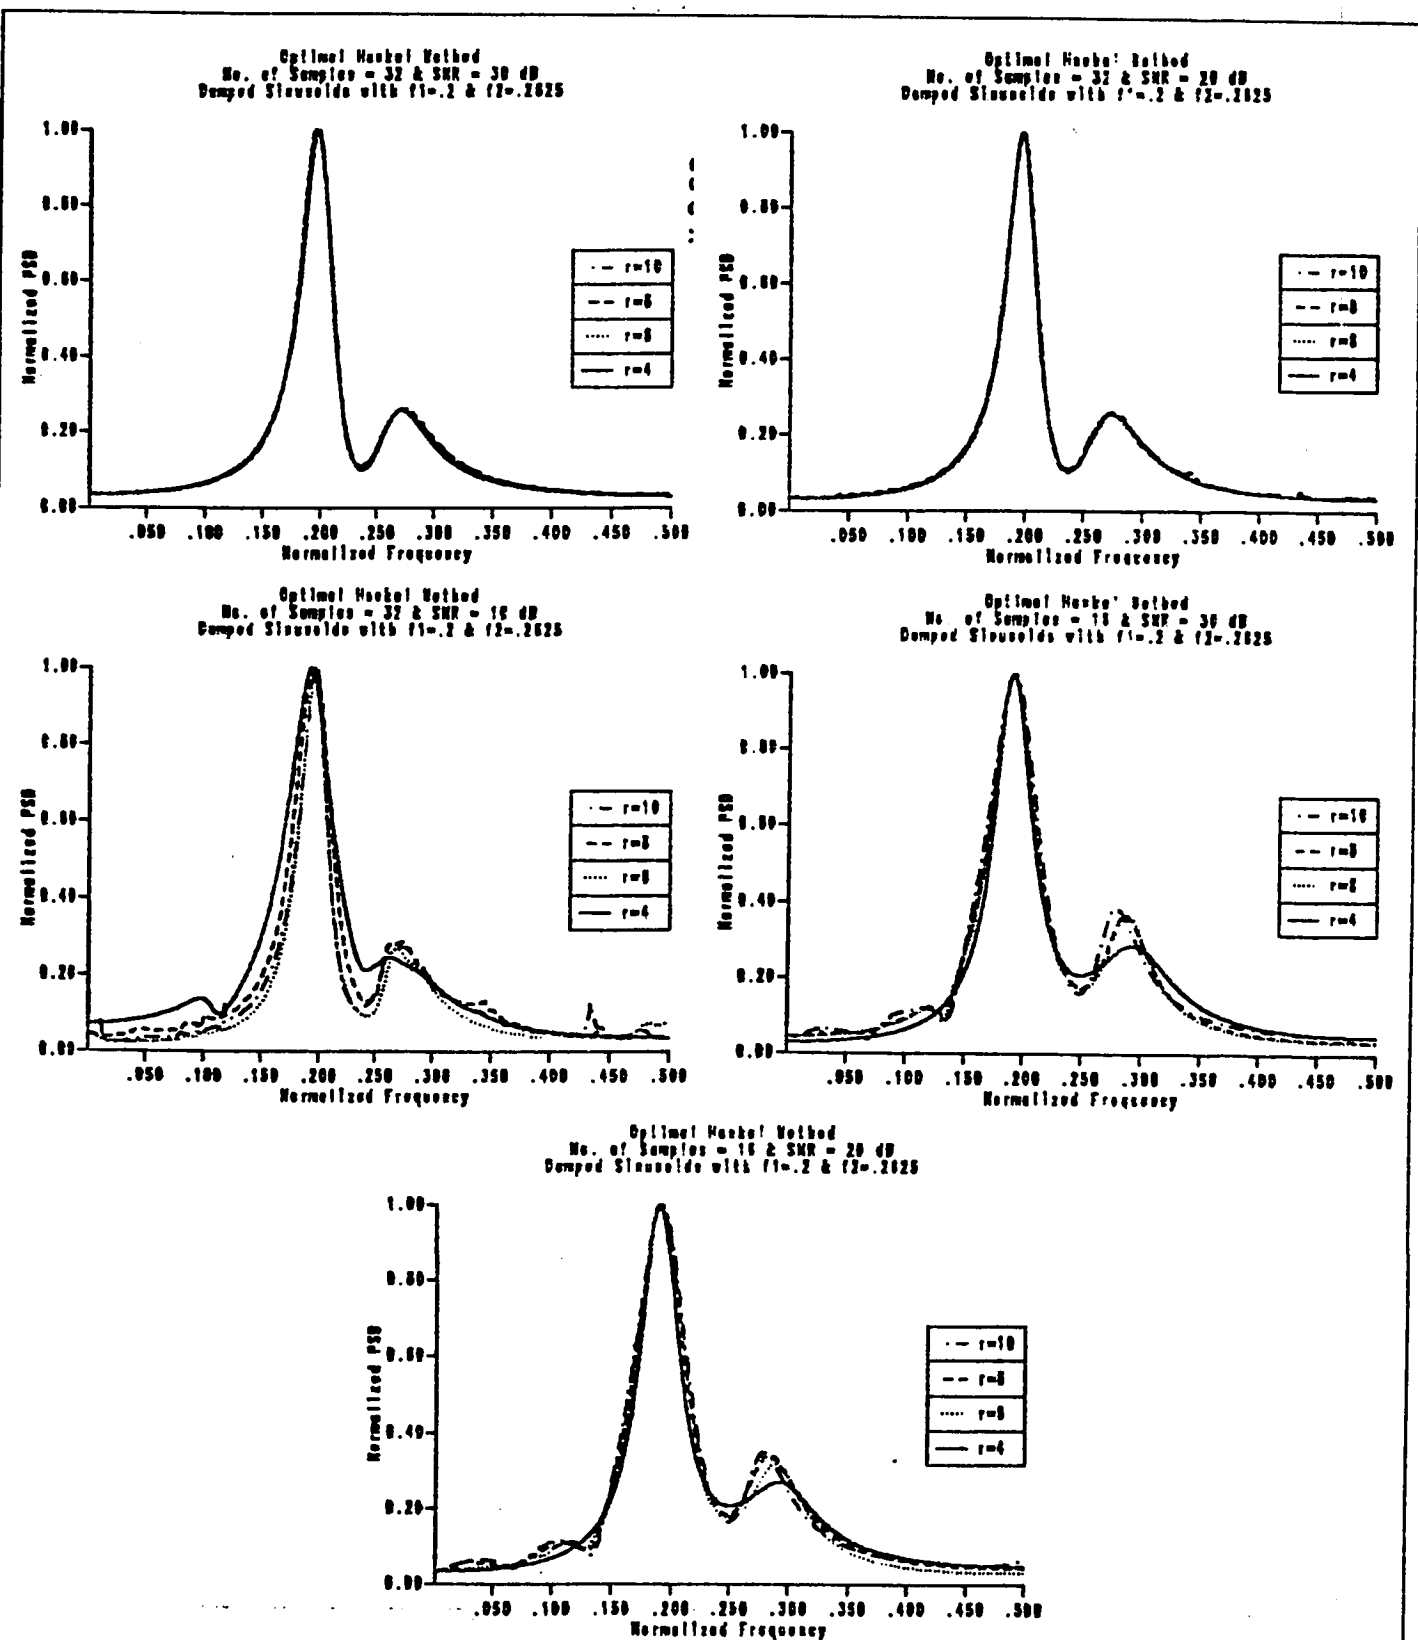 Optimal Hankel Method
No. of Samples = 32 & SNR = 30 dB
Damped Sinusoids with f1=.2 & f2=.2625
1.00
0.80
0.60
0.40
0.20
0.00
Normalized PSD
r=10
r=8
r=6
r=4
.050 .100 .150 .200 .250 .300 .350 .400 .450 .500
Normalized Frequency
Optimal Hankel Method
No. of Samples = 32 & SNR = 20 dB
Damped Sinusoids with f1=.2 & f2=.2625
1.00
0.80
0.60
0.40
0.20
0.00
Normalized PSD
r=10
r=8
r=6
r=4
.050 .100 .150 .200 .250 .300 .350 .400 .450 .500
Normalized Frequency
Optimal Hankel Method
No. of Samples = 32 & SNR = 10 dB
Damped Sinusoids with f1=.2 & f2=.2625
1.00
0.80
0.60
0.40
0.20
0.00
Normalized PSD
r=10
r=8
r=6
r=4
.050 .100 .150 .200 .250 .300 .350 .400 .450 .500
Normalized Frequency
Optimal Hankel Method
No. of Samples = 16 & SNR = 30 dB
Damped Sinusoids with f1=.2 & f2=.2625
1.00
0.80
0.60
0.40
0.20
0.00
Normalized PSD
r=10
r=8
r=6
r=4
.050 .100 .150 .200 .250 .300 .350 .400 .450 .500
Normalized Frequency
Optimal Hankel Method
No. of Samples = 16 & SNR = 20 dB
Damped Sinusoids with f1=.2 & f2=.2625
1.00
0.80
0.60
0.40
0.20
0.00
Normalized PSD
r=10
r=8
r=6
r=4
.050 .100 .150 .200 .250 .300 .350 .400 .450 .500
Normalized Frequency